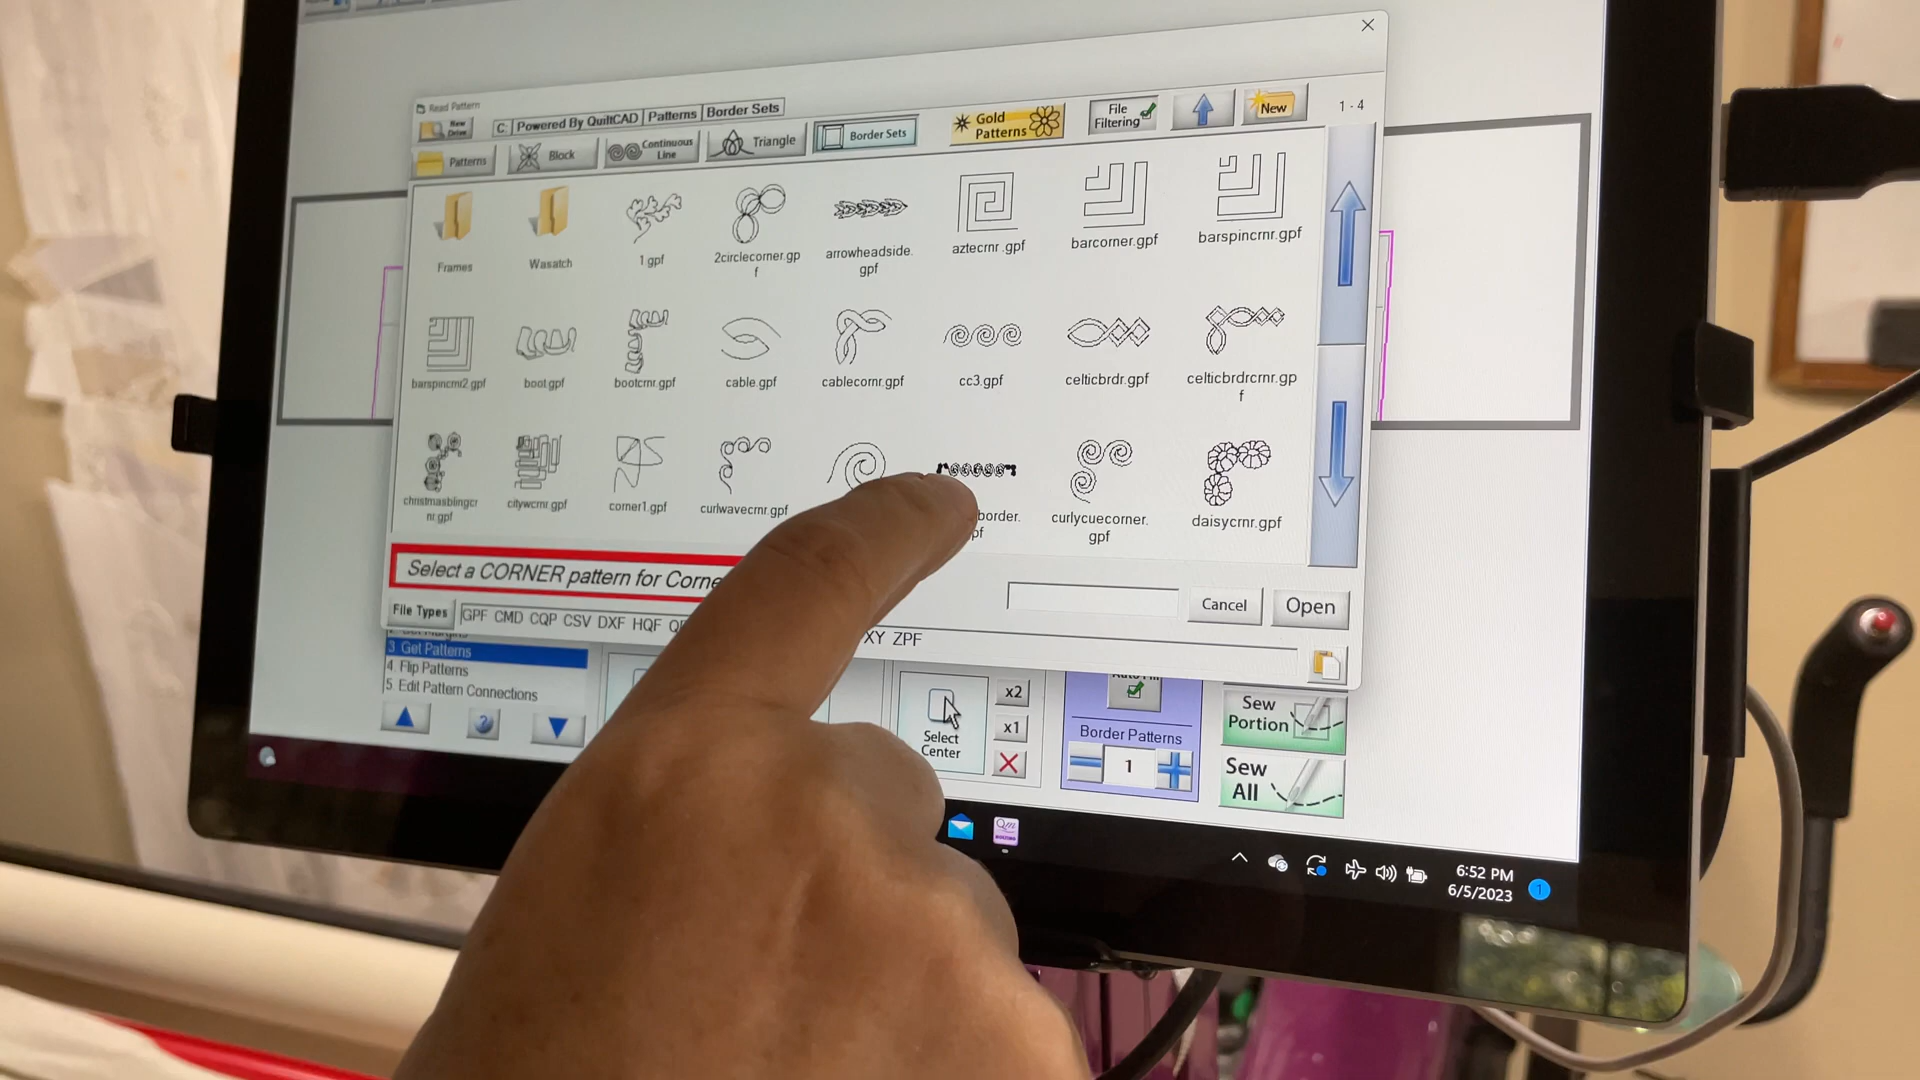 Read Pattern
New Drive
C: Powered By QuiltCAD Patterns Border Sets
Gold Patterns
File Filtering
New
1 - 4
Patterns
Block
Continuous Line
Triangle
Border Sets
Frames
Wasatch
1.gpf
2circlecorner.gp
f
arrowheadside.
gpf
aztecrnr .gpf
barcorner.gpf
barspincrnr.gpf
barspincrnr2.gpf
boot.gpf
bootcrnr.gpf
cable.gpf
cablecornr.gpf
cc3.gpf
celticbrdr.gpf
celticbrdrcrnr.gp
f
christmasblingcr
nr.gpf
citywcrnr.gpf
corner1.gpf
curlwavecrnr.gpf
border.
pf
curlycuecorner.
gpf
daisycrnr.gpf
Select a CORNER pattern for Corne
Cancel
Open
File Types
GPF CMD CQP CSV DXF HQF
XY ZPF
3. Get Patterns
4. Flip Patterns
5. Edit Pattern Connections
Select
Center
x2
x1
Border Patterns
1
Sew
Portion
Sew
All
Qm
6:52 PM
6/5/2023
1